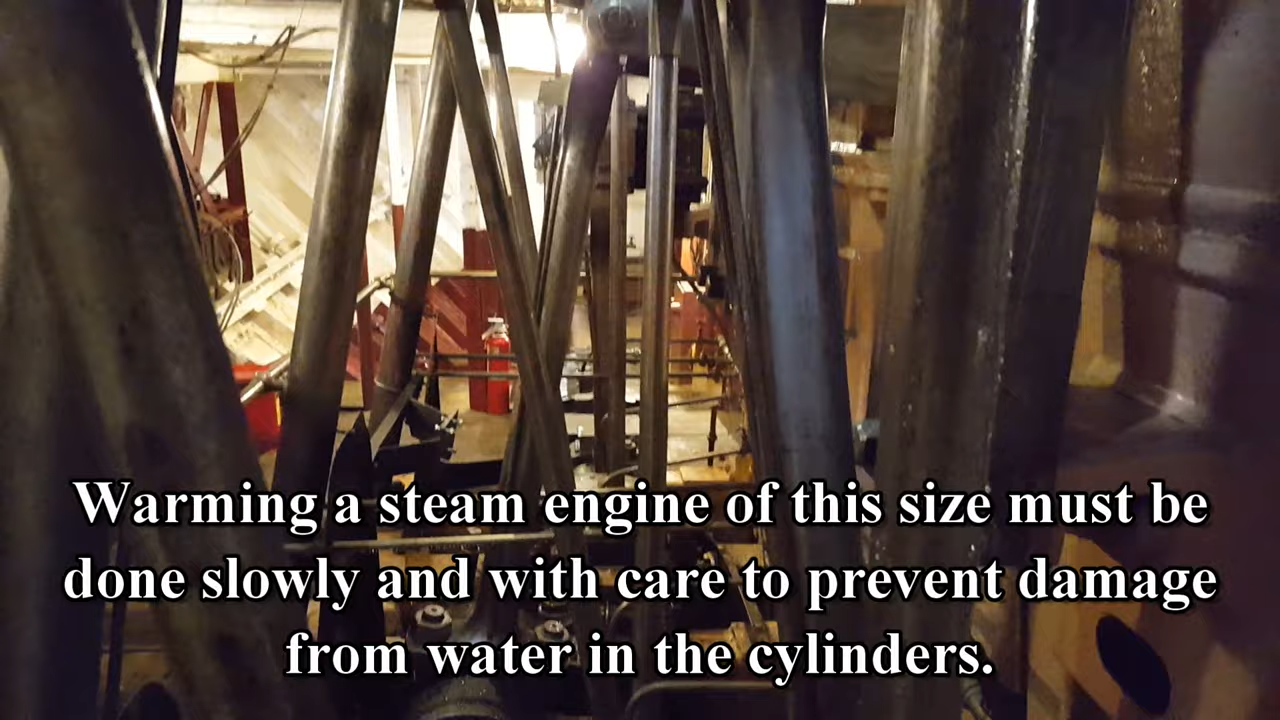 Warming a steam engine of this size must be
done slowly and with care to prevent damage
from water in the cylinders.